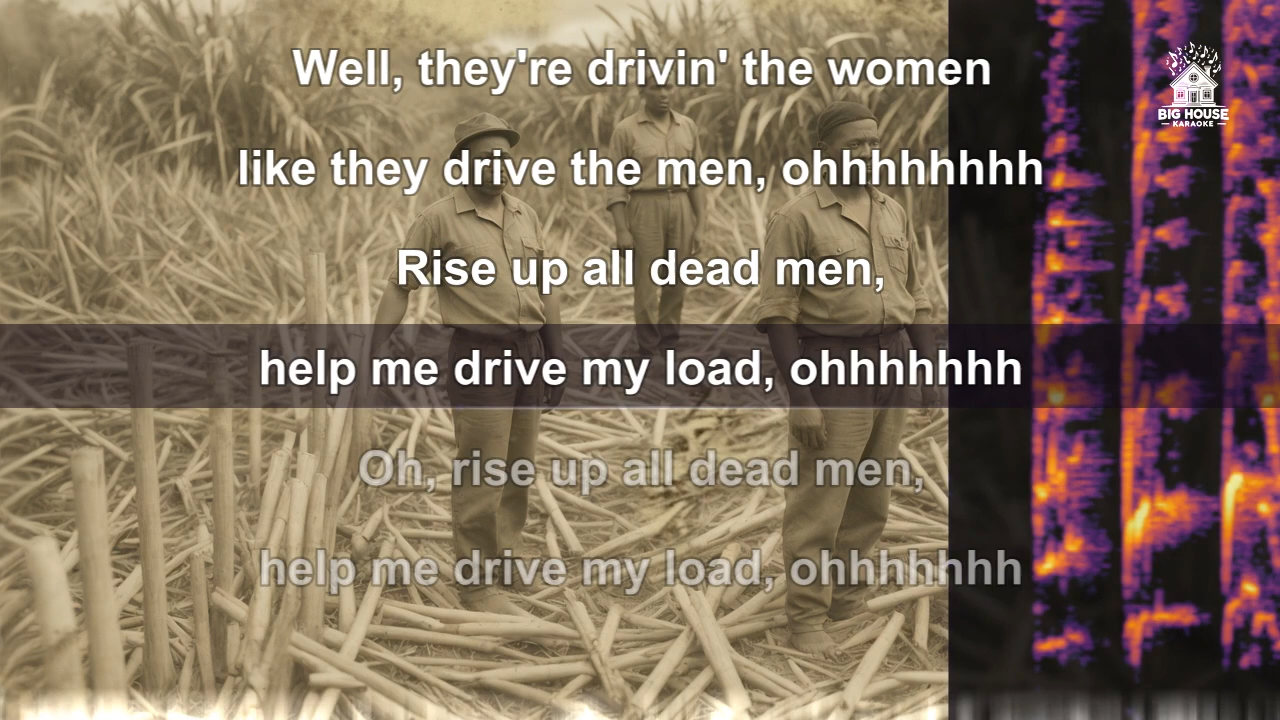 Well, they're drivin' the women
like they drive the men, ohhhhhhhh
Rise up all dead men,
help me drive my load, ohhhhhhh
Oh, rise up all dead men,
help me drive my load, ohhhhhhh
BIG HOUSE
KARAOKE